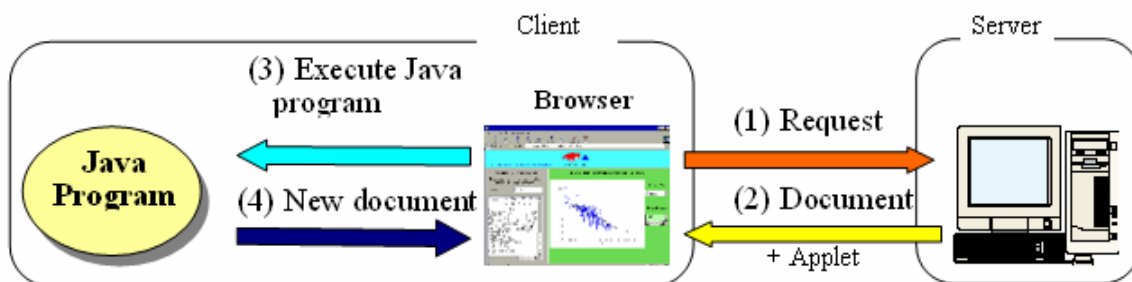 Client
Server
(3) Execute Java
program
Browser
(1) Request
Java
Program
(4) New document
(2) Document
+ Applet